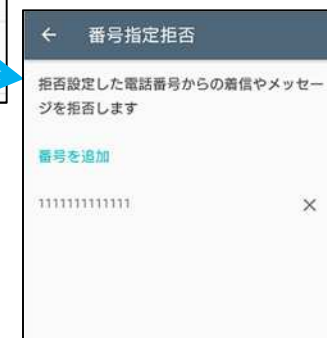 ← 番号指定拒否
拒否設定した電話番号からの着信やメッセー
ジを拒否します
番号を追加
1111111111111 ×